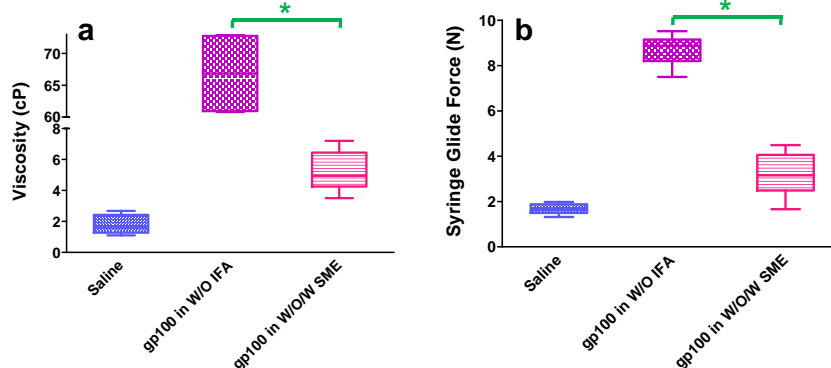 a
*
Viscosity (cP)
70
65
60
8
6
4
2
0
Saline
gp100 in W/O IFA
gp100 in W/O/W SME
b
*
Syringe Glide Force (N)
10
8
6
4
2
0
Saline
gp100 in W/O IFA
gp100 in W/O/W SME